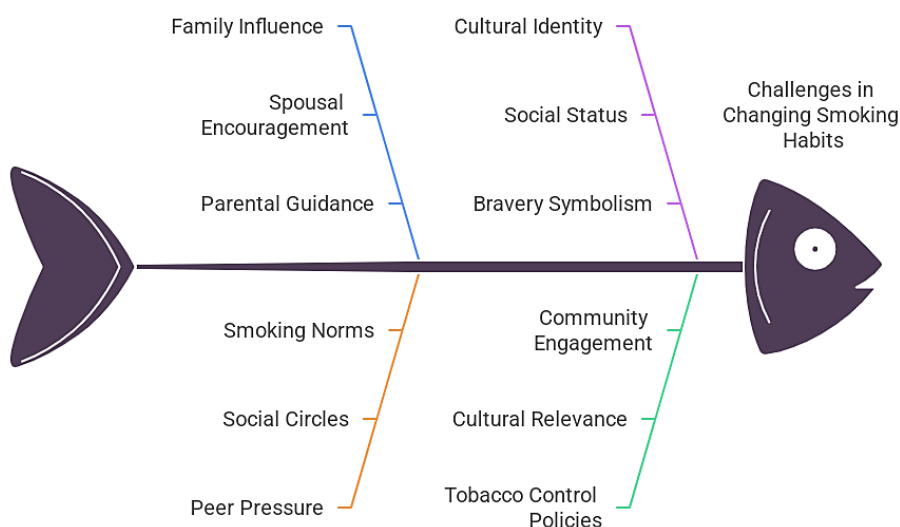 Family Influence
Spousal
Encouragement
Parental Guidance
Cultural Identity
Social Status
Bravery Symbolism
Challenges in
Changing Smoking
Habits
Smoking Norms
Social Circles
Peer Pressure
Community
Engagement
Cultural Relevance
Tobacco Control
Policies